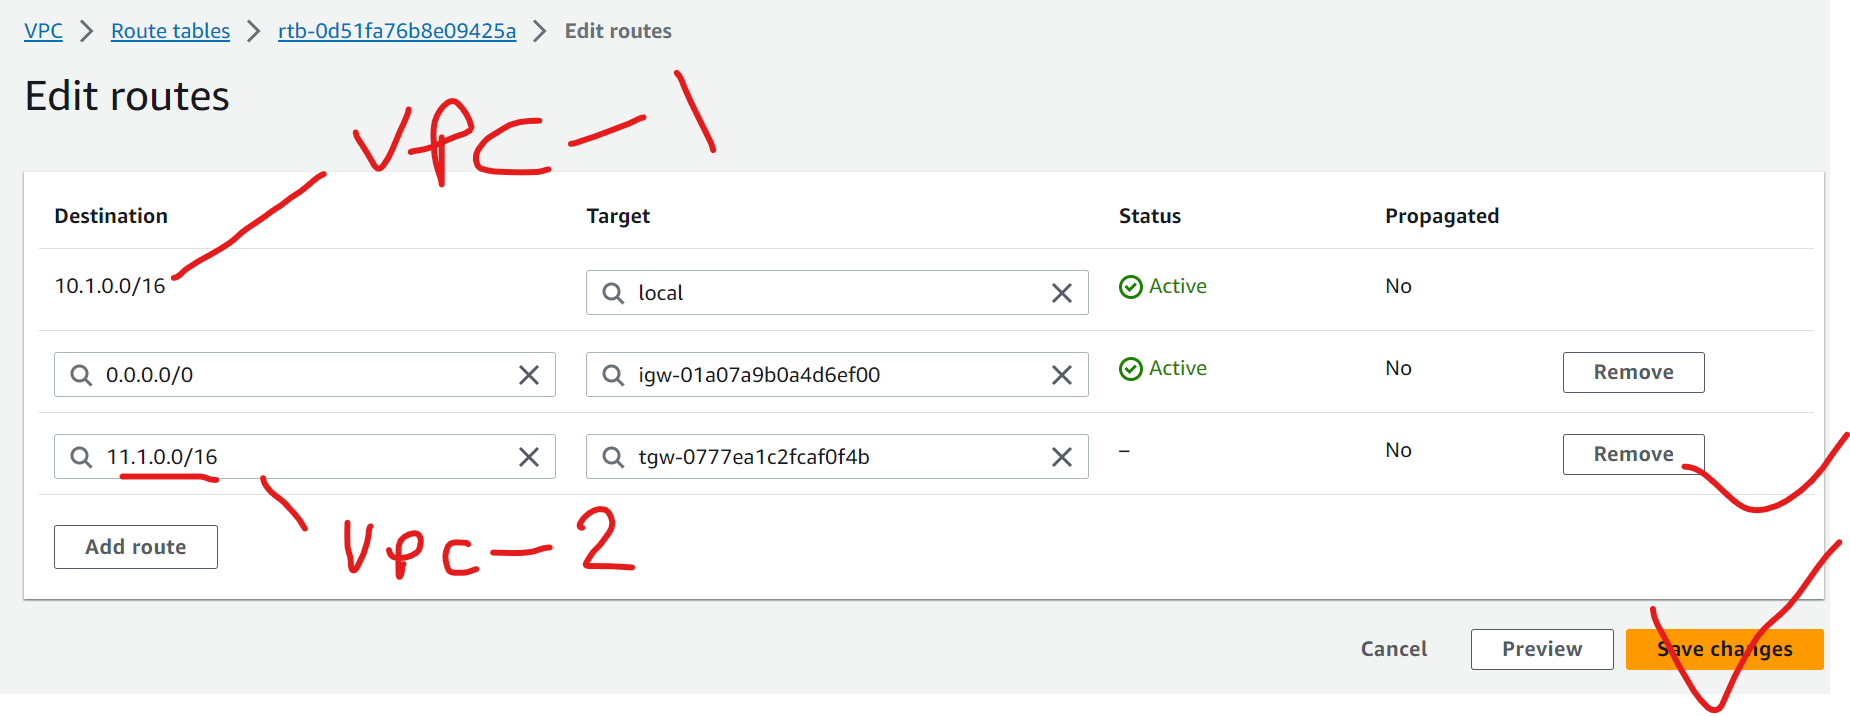 VPC > Route tables > rtb-0d51fa76b8e09425a > Edit routes
Edit routes
VPC-1
Destination Target Status Propagated
10.1.0.0/16 local Active No
0.0.0.0/0 igw-01a07a9b0a4d6ef00 Active No Remove
11.1.0.0/16 tgw-0777ea1c2fcaf0f4b – No Remove
Vpc-2
Add route
Cancel Preview Save changes